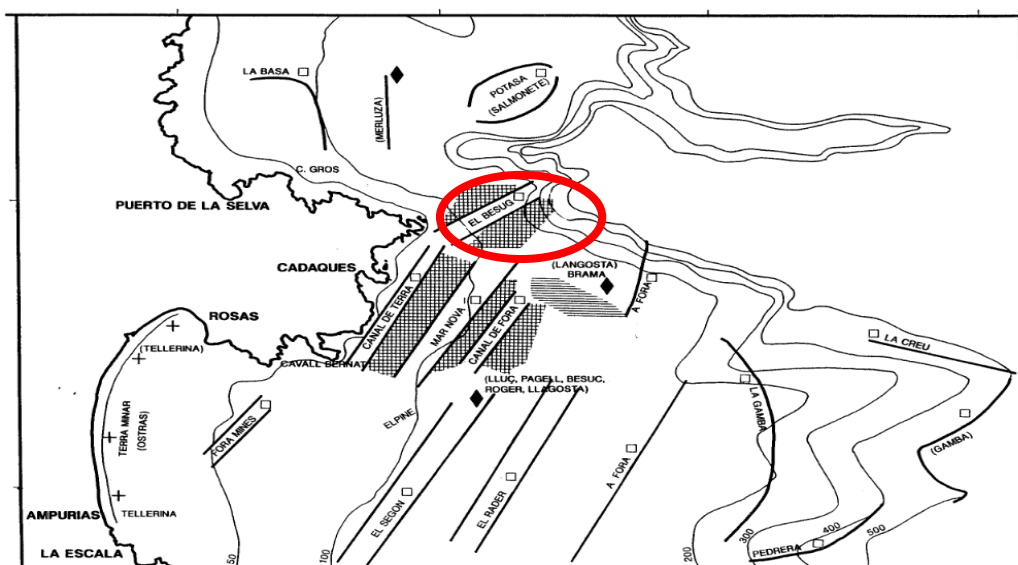 LA BASA
(MERLUZA)
POTASA
(SALMONETE)
C. GROS
PUERTO DE LA SELVA
EL BESUG
CADAQUES
(LANGOSTA)
BRAMA
A FORA
CANAL DE TERRA
MAR NOVA
CANAL DE FORA
ROSAS
(TELLERINA)
CAVALL BERNAT
LA CREU
(LLUÇ, PAGELL, BESUC,
ROGER, LLAGOSTA)
LA GAMBA
ELPINE
FORA MINES
TERRA MINAR
(OSTRAS)
(GAMBA)
A FORA
EL SEGON
EL RADER
TELLERINA
AMPURIAS
LA ESCALA
50
100
200
300
400
500
PEDRERA